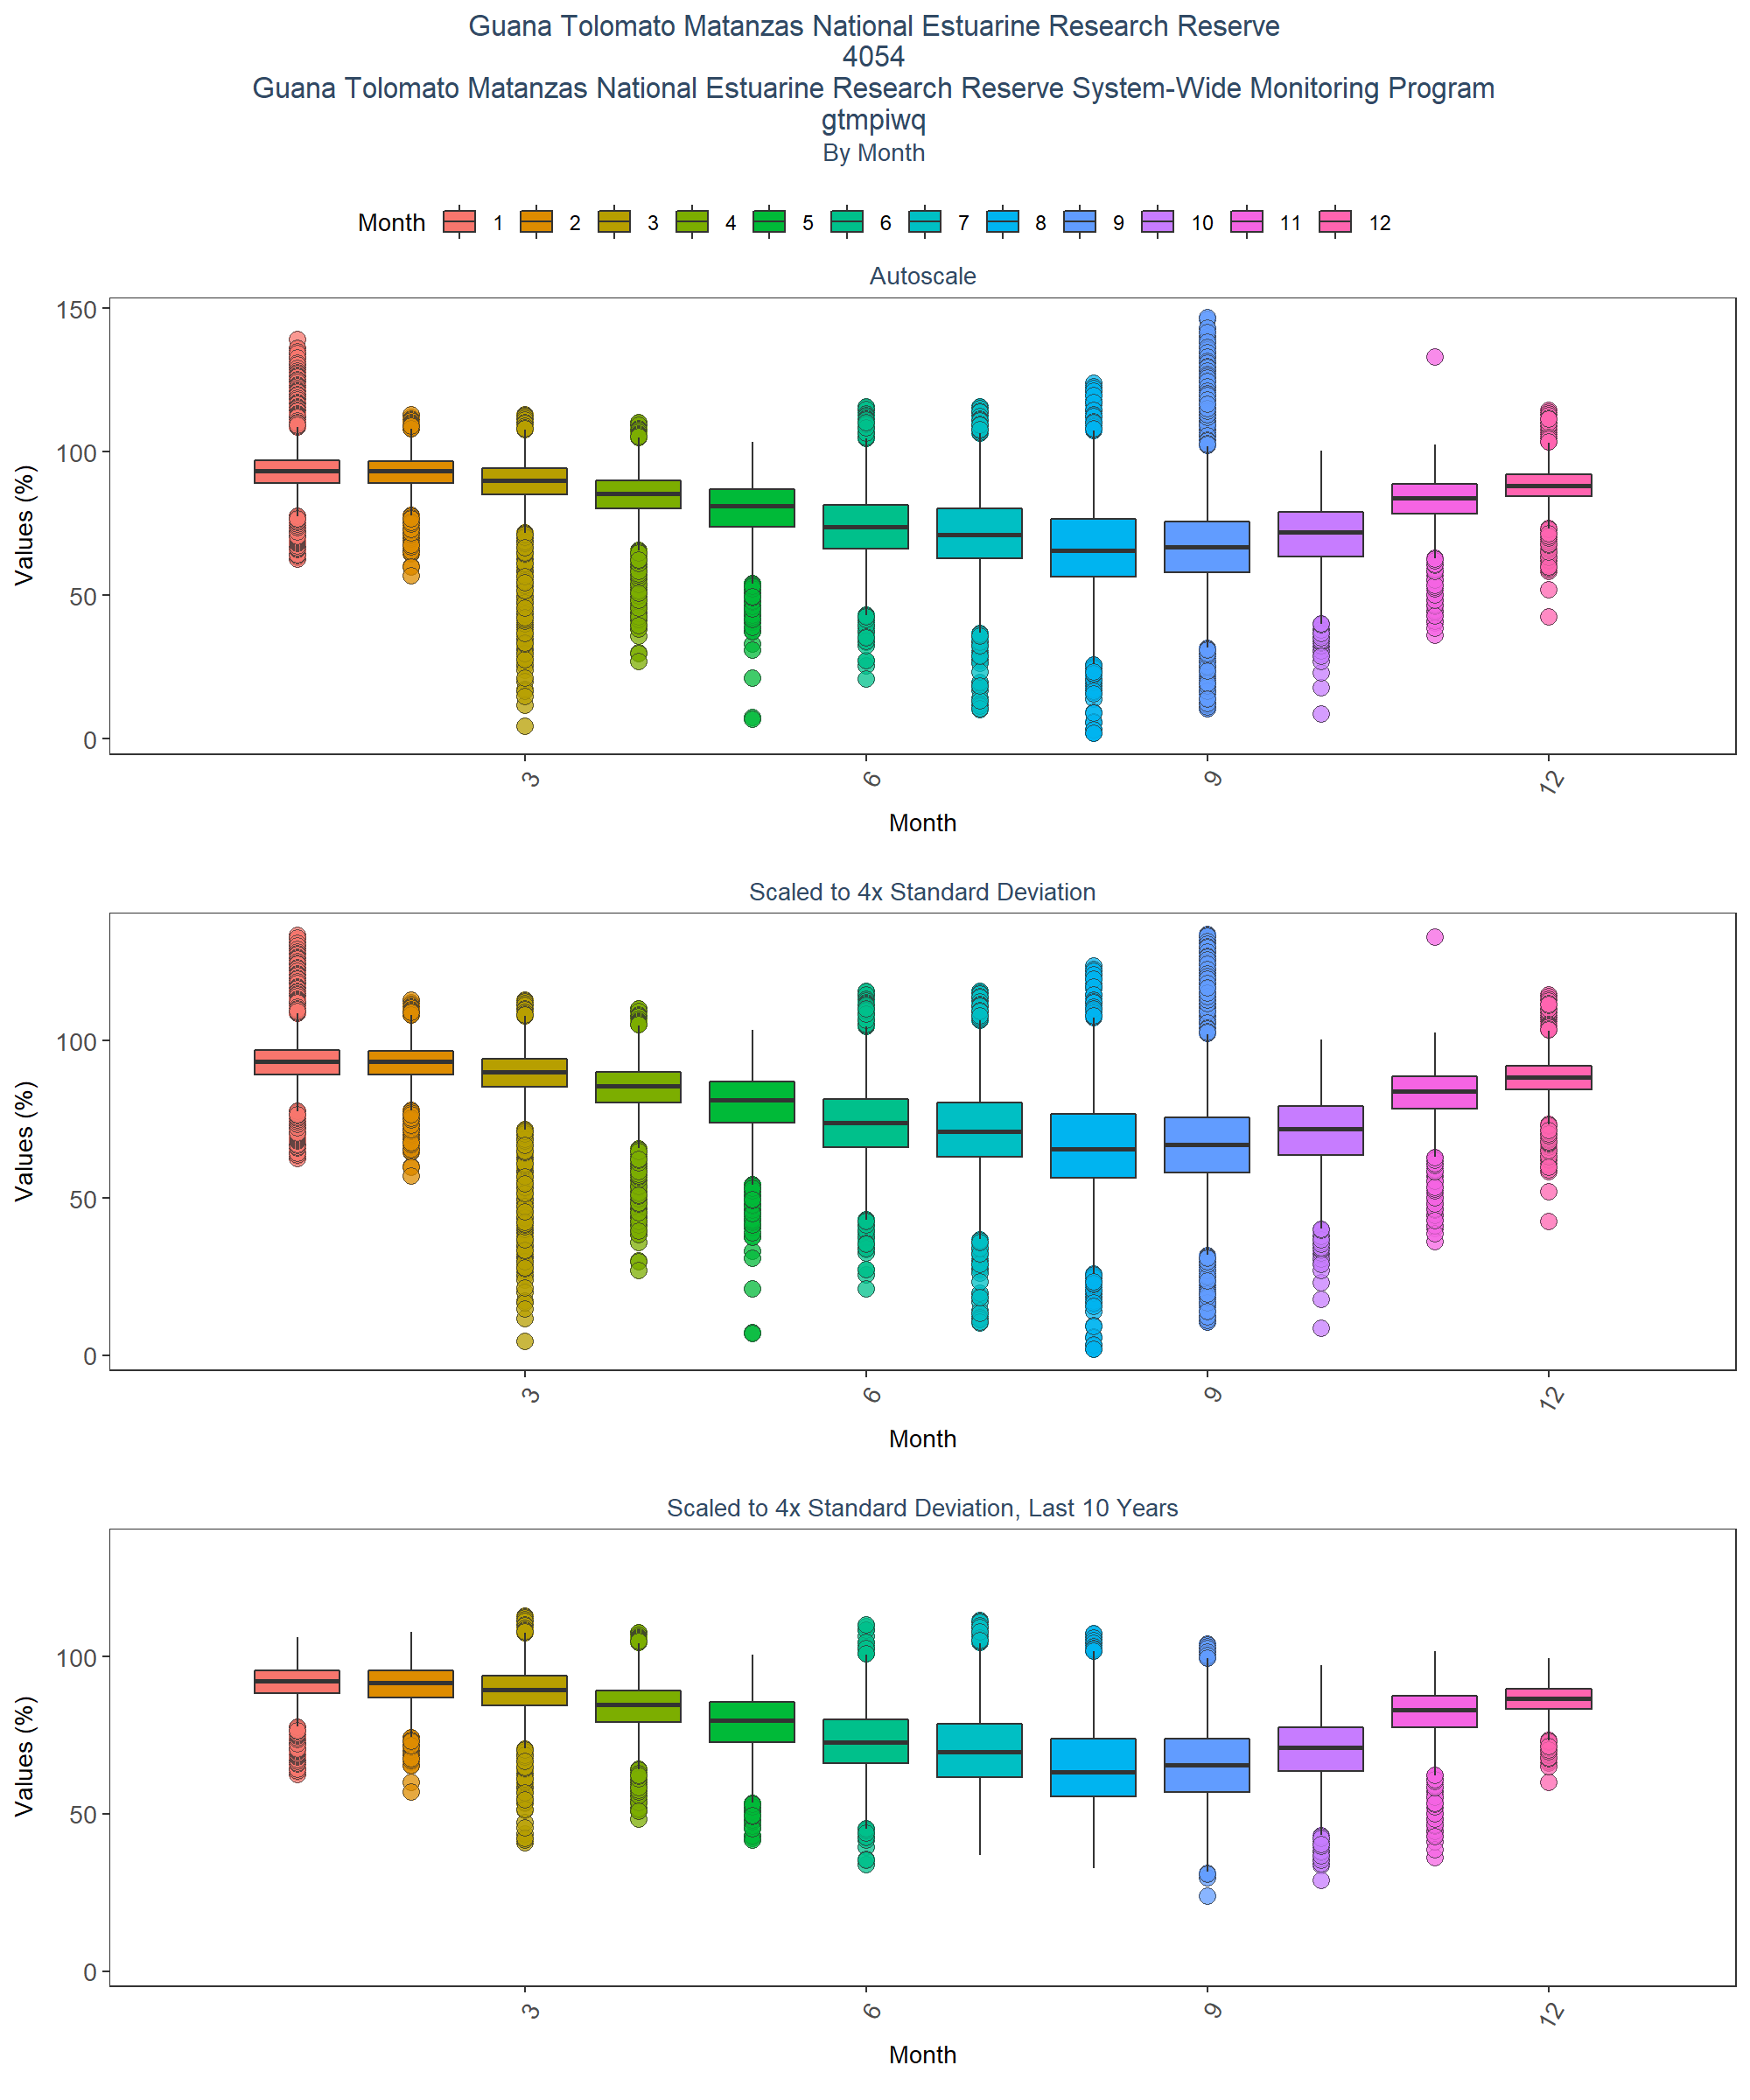 Guana Tolomato Matanzas National Estuarine Research Reserve
4054
Guana Tolomato Matanzas National Estuarine Research Reserve System-Wide Monitoring Program
gtmpiwq
By Month
Month 1 2 3 4 5 6 7 8 9 10 11 12
Autoscale
Values (%)
150
100
50
0
3 6 9 12
Month
Scaled to 4x Standard Deviation
Values (%)
100
50
0
3 6 9 12
Month
Scaled to 4x Standard Deviation, Last 10 Years
Values (%)
100
50
0
3 6 9 12
Month